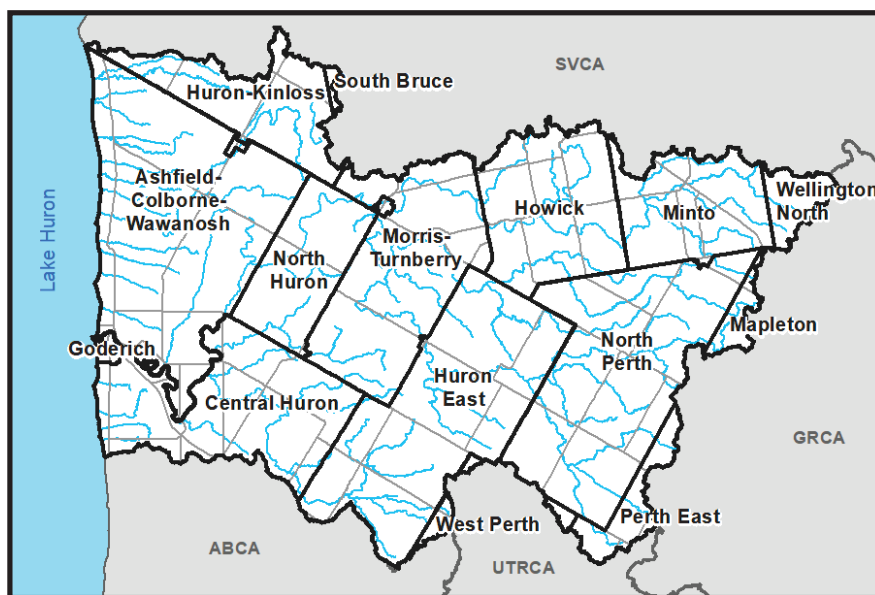 SVCA
South Bruce
Huron-Kinloss
Ashfield-
Colborne-
Wawanosh
Wellington
North
Howick
Minto
Morris-
Turnberry
North
Huron
Lake Huron
Mapleton
North
Perth
Goderich
Huron
East
Central Huron
GRCA
West Perth
Perth East
ABCA
UTRCA